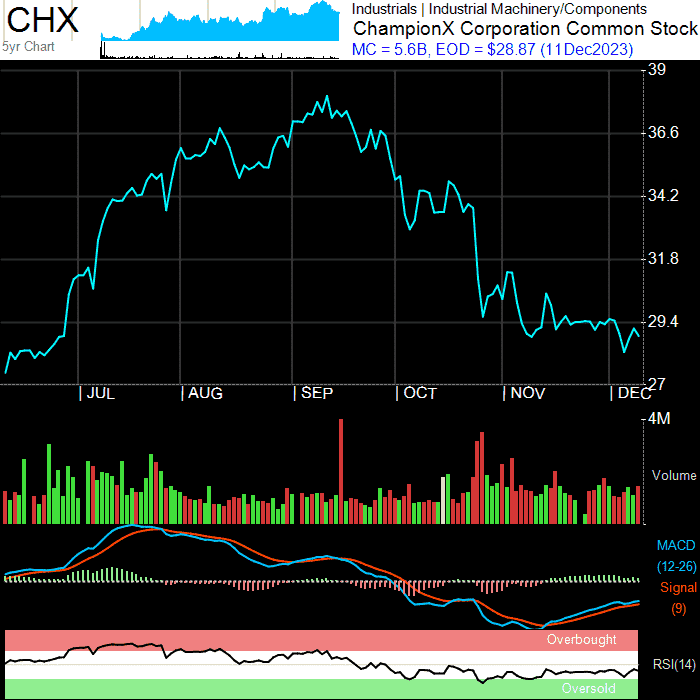 CHX
5yr Chart
Industrials | Industrial Machinery/Components
ChampionX Corporation Common Stock
MC = 5.6B, EOD = $28.87 (11Dec2023)
39
36.6
34.2
31.8
29.4
27
JUL AUG SEP OCT NOV DEC
4M
Volume
MACD
(12-26)
Signal
(9)
Overbought
RSI(14)
Oversold